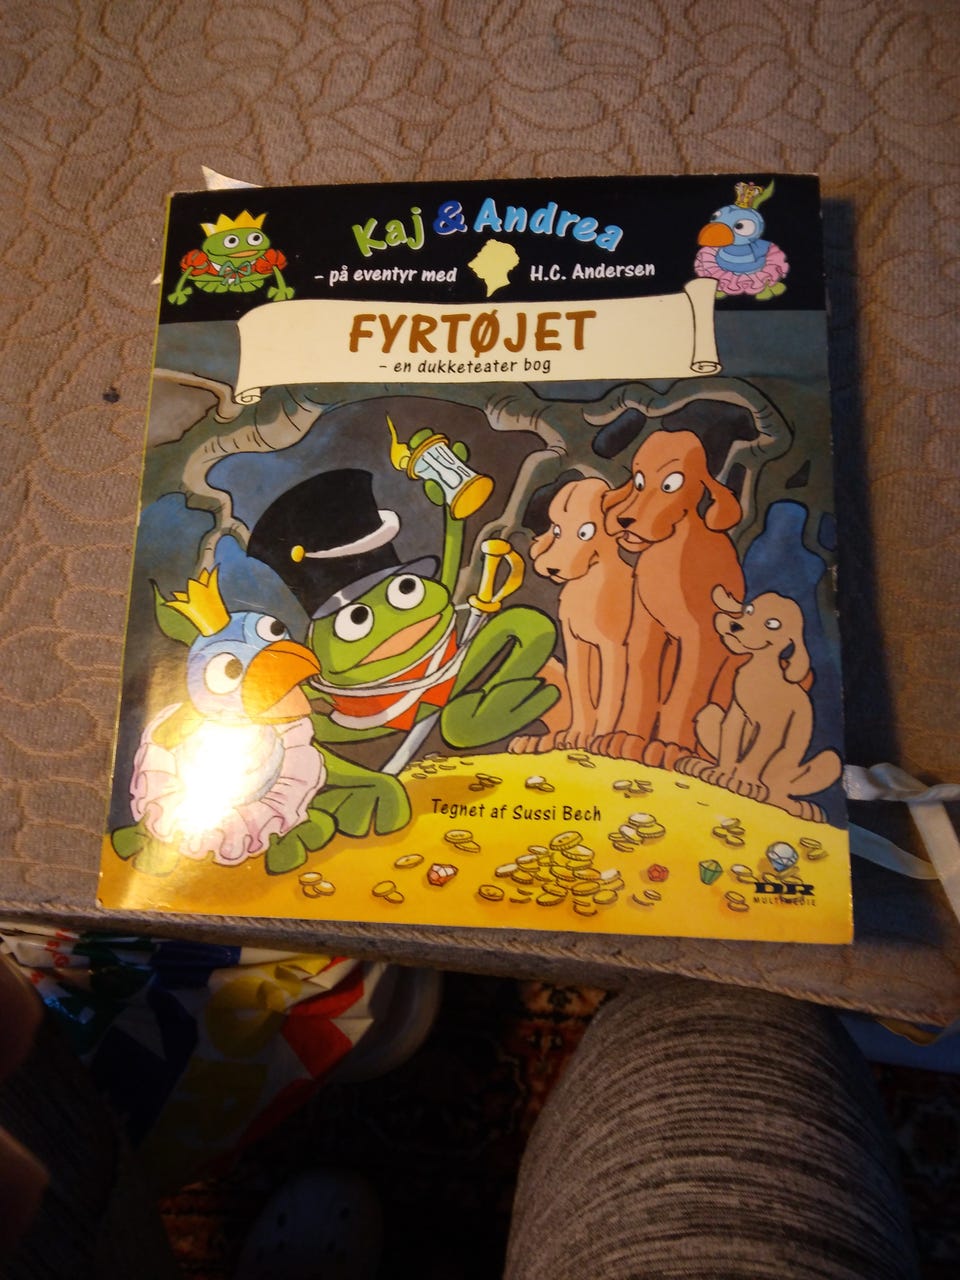 Kaj & Andrea
- på eventyr med H.C. Andersen
FYRTØJET
- en dukketeater bog
Tegnet af Sussi Bech
DR
MULTIMEDIE